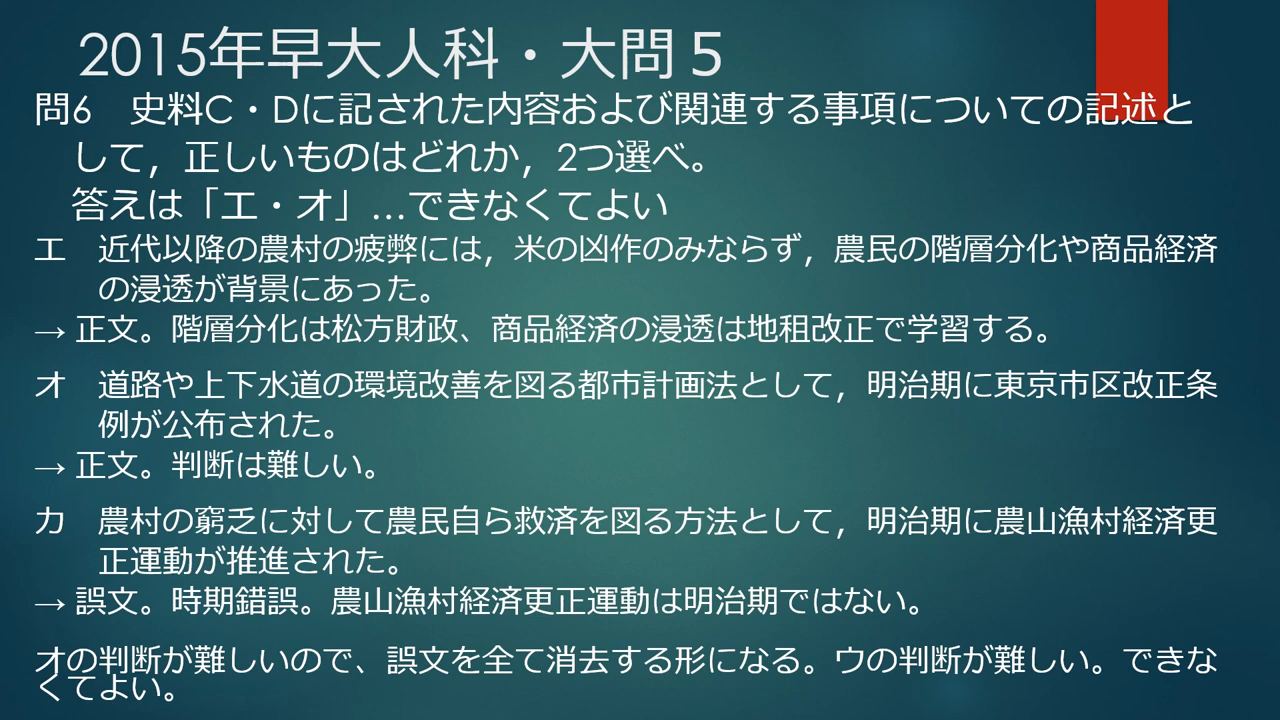 2015年早大人科・大問５
問6　史料C・Dに記された内容および関連する事項についての記述と
して，正しいものはどれか，2つ選べ。
答えは「エ・オ」…できなくてよい
エ　近代以降の農村の疲弊には，米の凶作のみならず，農民の階層分化や商品経済
の浸透が背景にあった。
→ 正文。階層分化は松方財政、商品経済の浸透は地租改正で学習する。
オ　道路や上下水道の環境改善を図る都市計画法として，明治期に東京市区改正条
例が公布された。
→ 正文。判断は難しい。
カ　農村の窮乏に対して農民自ら救済を図る方法として，明治期に農山漁村経済更
正運動が推進された。
→ 誤文。時期錯誤。農山漁村経済更正運動は明治期ではない。
オの判断が難しいので、誤文を全て消去する形になる。ウの判断が難しい。できな
くてよい。